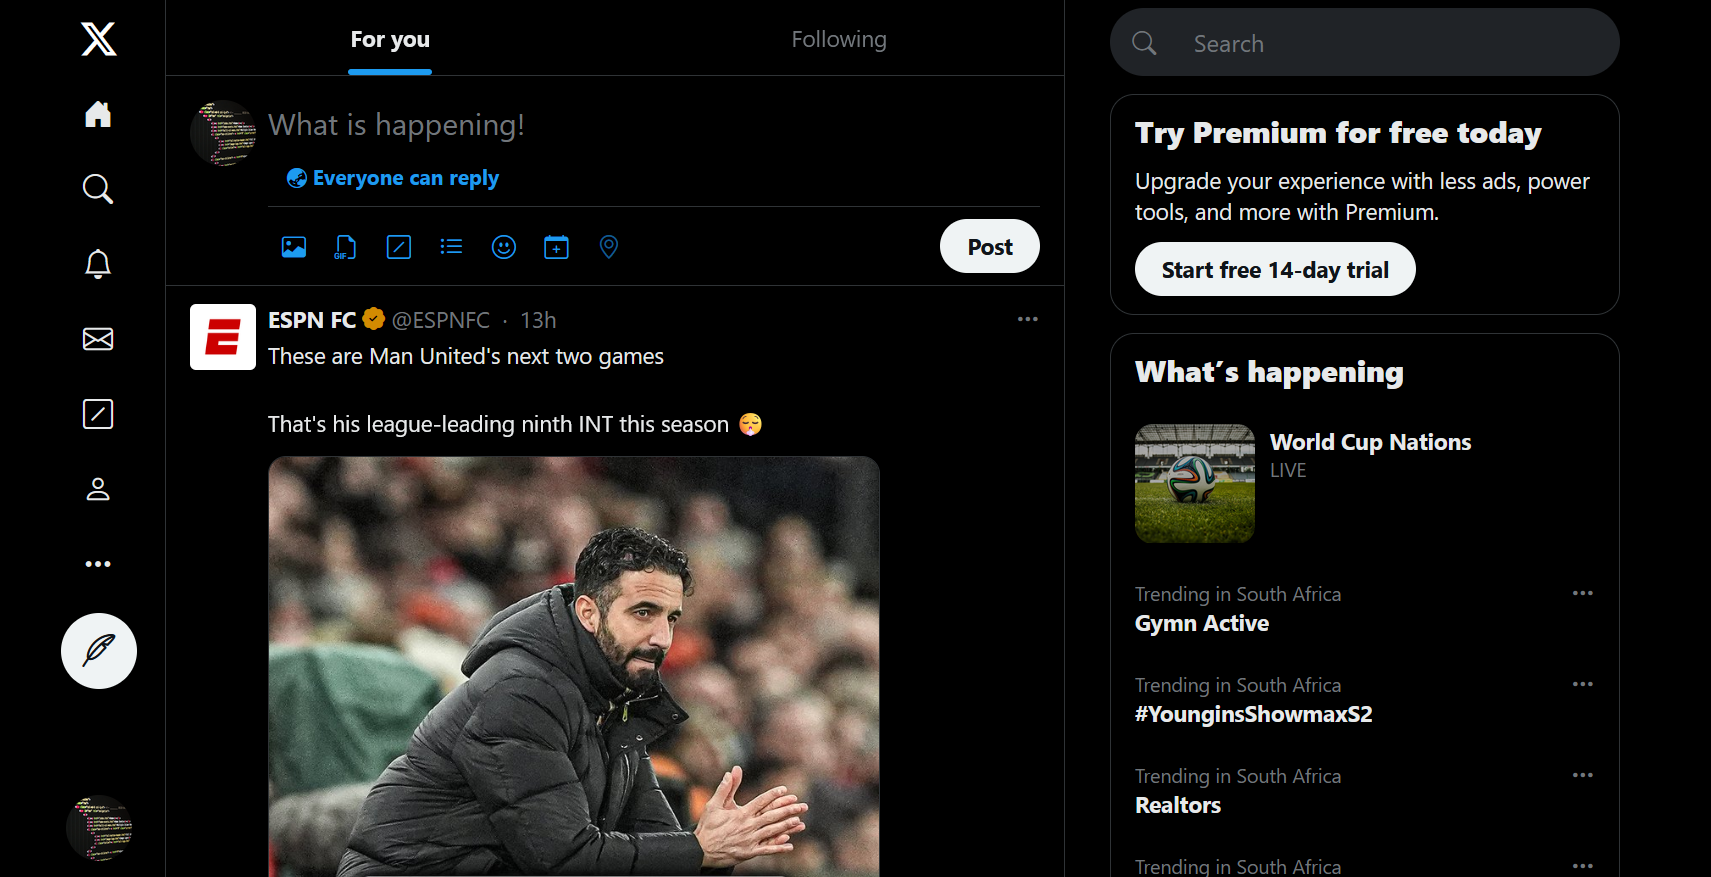 For you
Following
What is happening!
Everyone can reply
GIF
Post
ESPN FC @ESPNFC · 13h
These are Man United's next two games
That's his league-leading ninth INT this season 😮‍💨
Search
Try Premium for free today
Upgrade your experience with less ads, power
tools, and more with Premium.
Start free 14-day trial
What´s happening
World Cup Nations
LIVE
Trending in South Africa
Gymn Active
Trending in South Africa
#YounginsShowmaxS2
Trending in South Africa
Realtors
Trending in South Africa